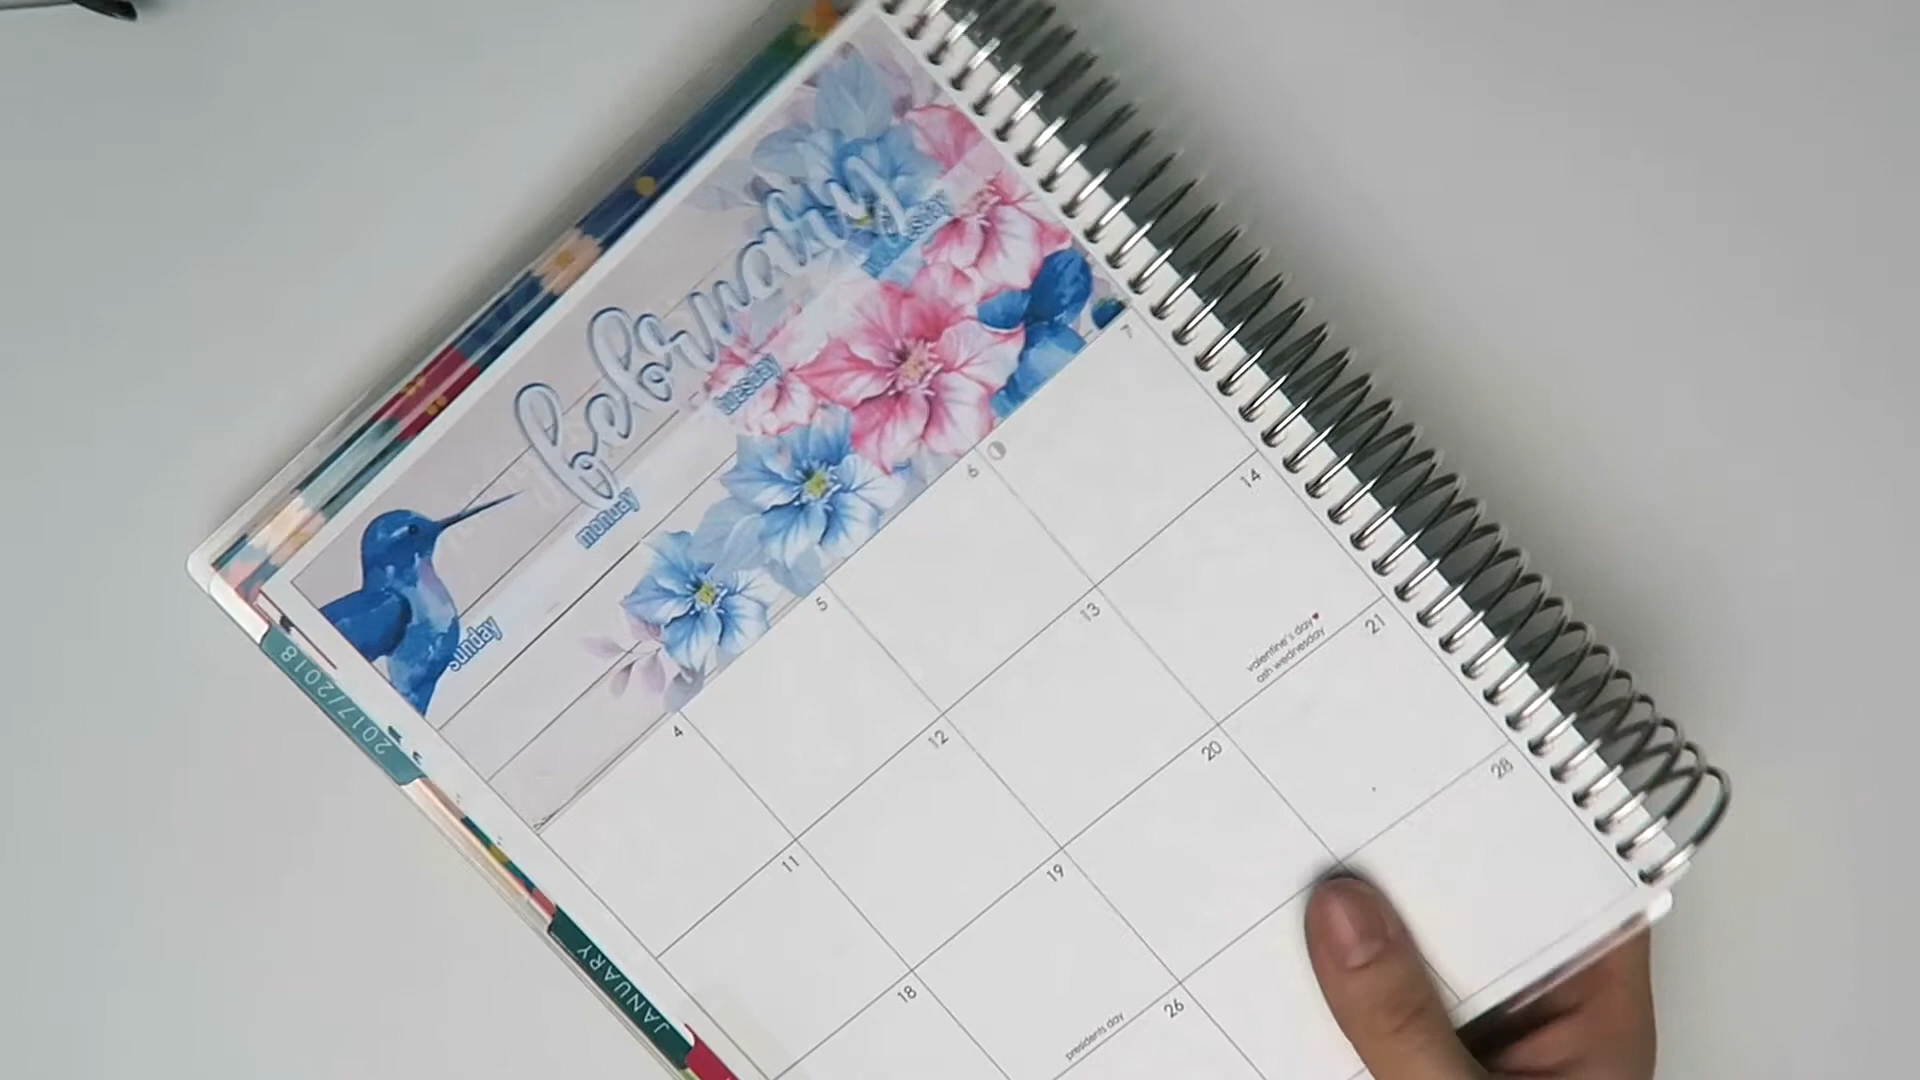 february
sunday
monday
tuesday
7
6
5
4
14
13
12
11
valentine's day♥
ash wednesday
21
20
19
18
presidents day
28
26
2017/2018
JANUARY